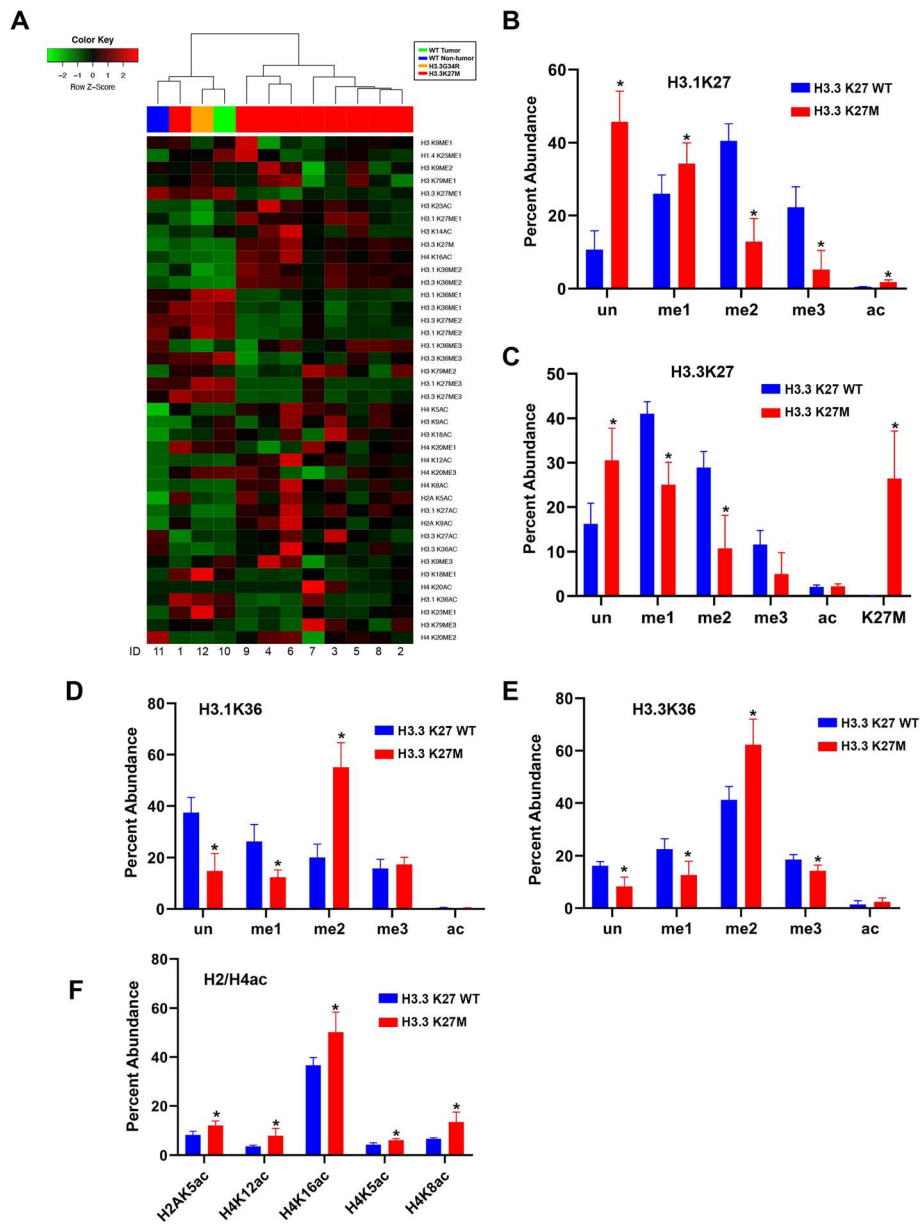 A
Color Key
−2 −1 0 1 2
Row Z−Score
WT Tumor
WT Non-tumor
H3.3G34R
H3.3K27M
H3 K9ME1
H1.4 K25ME1
H3 K9ME2
H3 K79ME1
H3.3 K27ME1
H3 K23AC
H3.1 K27ME1
H3 K14AC
H3.3 K27M
H4 K16AC
H3.1 K36ME2
H3.3 K36ME2
H3.1 K36ME1
H3.3 K36ME1
H3.3 K27ME2
H3.1 K27ME2
H3.1 K36ME3
H3.3 K36ME3
H3 K79ME2
H3.1 K27ME3
H3.3 K27ME3
H4 K5AC
H3 K9AC
H3 K18AC
H4 K20ME1
H4 K12AC
H4 K20ME3
H4 K8AC
H2A K5AC
H3.1 K27AC
H2A K9AC
H3.3 K27AC
H3.3 K36AC
H3 K9ME3
H3 K18ME1
H4 K20AC
H3.1 K36AC
H3 K23ME1
H3 K79ME3
H4 K20ME2
ID 11 1 12 10 9 4 6 7 3 5 8 2
B
H3.1K27
H3.3 K27 WT
H3.3 K27M
Percent Abundance
60
40
20
0
* * * * *
un me1 me2 me3 ac
C
H3.3K27
H3.3 K27 WT
H3.3 K27M
Percent Abundance
50
40
30
20
10
0
* * * *
un me1 me2 me3 ac K27M
D
H3.1K36
H3.3 K27 WT
H3.3 K27M
Percent Abundance
80
60
40
20
0
* * *
un me1 me2 me3 ac
E
H3.3K36
H3.3 K27 WT
H3.3 K27M
Percent Abundance
80
60
40
20
0
* * * *
un me1 me2 me3 ac
F
H2/H4ac
H3.3 K27 WT
H3.3 K27M
Percent Abundance
80
60
40
20
0
* * * * *
H2AK5ac H4K12ac H4K16ac H4K5ac H4K8ac